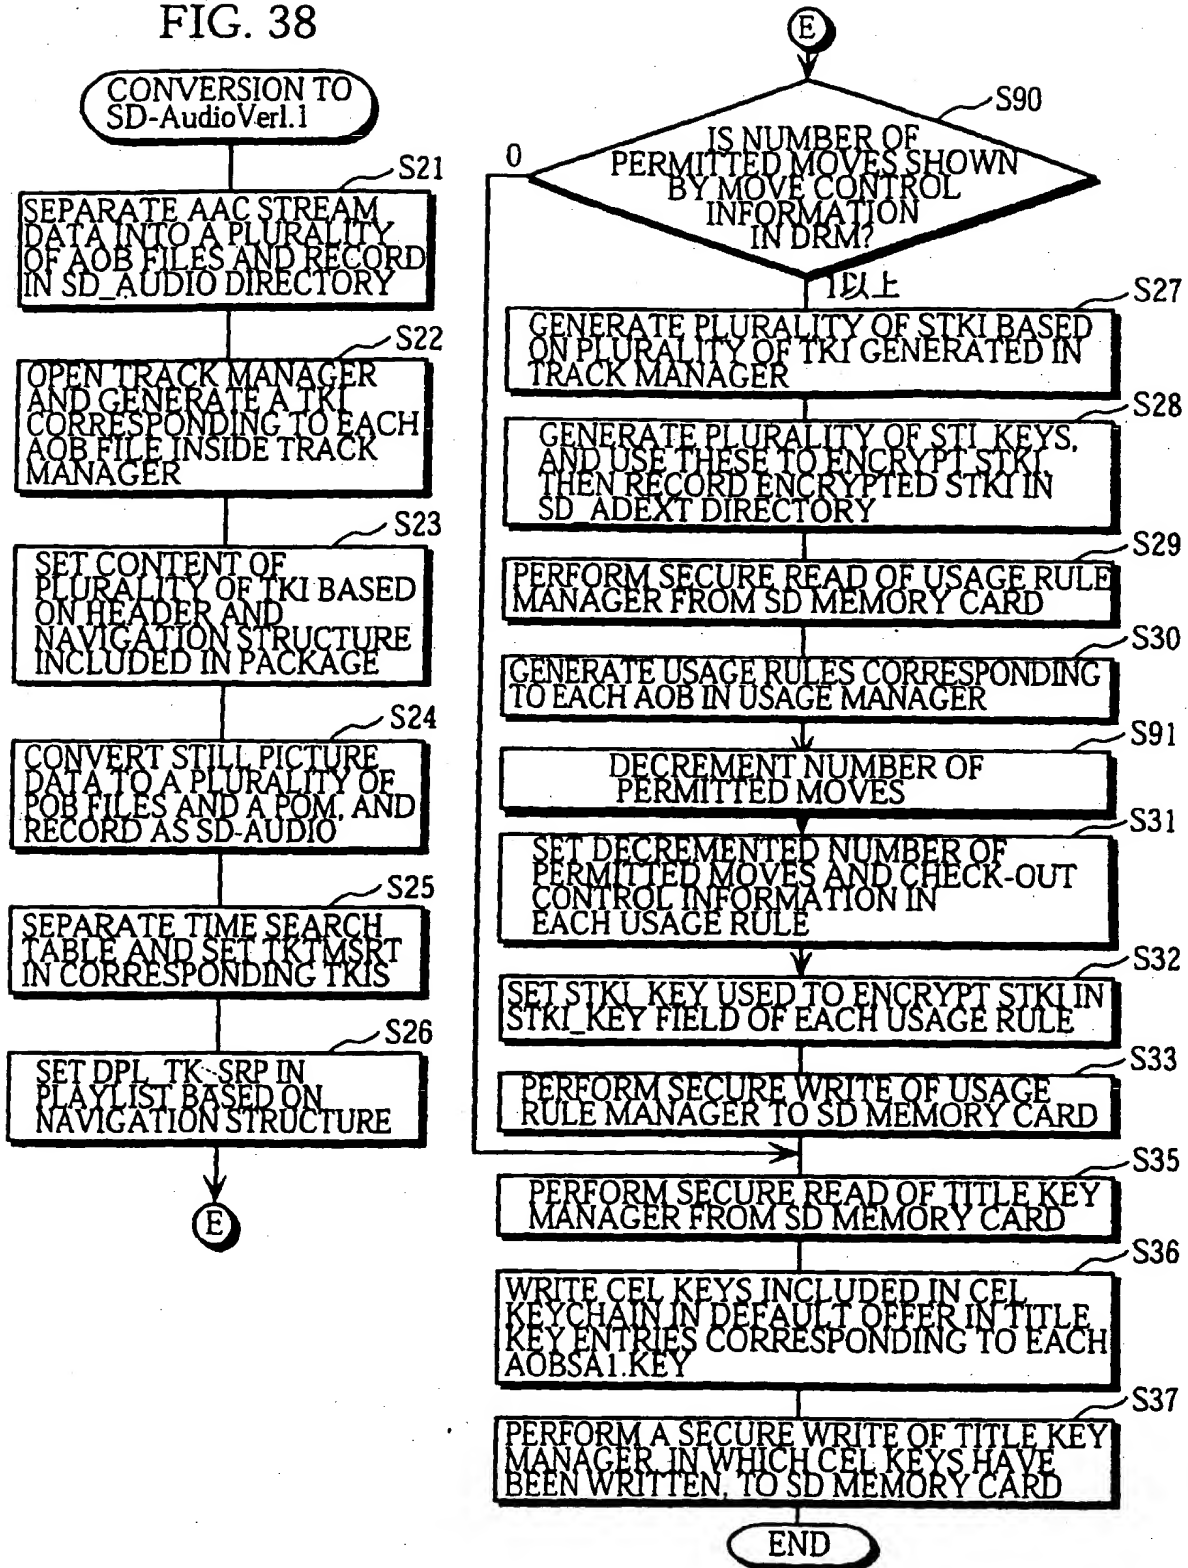 FIG. 38
CONVERSION TO
SD-AudioVer1.1
S21
SEPARATE AAC STREAM
DATA INTO A PLURALITY
OF AOB FILES AND RECORD
IN SD_AUDIO DIRECTORY
S22
OPEN TRACK MANAGER
AND GENERATE A TKI
CORRESPONDING TO EACH
AOB FILE INSIDE TRACK
MANAGER
S23
SET CONTENT OF
PLURALITY OF TKI BASED
ON HEADER AND
NAVIGATION STRUCTURE
INCLUDED IN PACKAGE
S24
CONVERT STILL PICTURE
DATA TO A PLURALITY OF
POB FILES AND A POM, AND
RECORD AS SD-AUDIO
S25
SEPARATE TIME SEARCH
TABLE AND SET TKTMSRT
IN CORRESPONDING TKIS
S26
SET DPL_TK-SRP IN
PLAYLIST BASED ON
NAVIGATION STRUCTURE
E
E
S90
IS NUMBER OF
PERMITTED MOVES SHOWN
BY MOVE CONTROL
INFORMATION
IN DRM?
0
1以上
S27
GENERATE PLURALITY OF STKI BASED
ON PLURALITY OF TKI GENERATED IN
TRACK MANAGER
S28
GENERATE PLURALITY OF STI_KEYS,
AND USE THESE TO ENCRYPT STKI,
THEN RECORD ENCRYPTED STKI IN
SD_ADEXT DIRECTORY
S29
PERFORM SECURE READ OF USAGE RULE
MANAGER FROM SD MEMORY CARD
S30
GENERATE USAGE RULES CORRESPONDING
TO EACH AOB IN USAGE MANAGER
S91
DECREMENT NUMBER OF
PERMITTED MOVES
S31
SET DECREMENTED NUMBER OF
PERMITTED MOVES AND CHECK-OUT
CONTROL INFORMATION IN
EACH USAGE RULE
S32
SET STKI_KEY USED TO ENCRYPT STKI IN
STKI_KEY FIELD OF EACH USAGE RULE
S33
PERFORM SECURE WRITE OF USAGE
RULE MANAGER TO SD MEMORY CARD
S35
PERFORM SECURE READ OF TITLE KEY
MANAGER FROM SD MEMORY CARD
S36
WRITE CEL KEYS INCLUDED IN CEL
KEYCHAIN IN DEFAULT OFFER IN TITLE
KEY ENTRIES CORRESPONDING TO EACH
AOBSA1.KEY
S37
PERFORM A SECURE WRITE OF TITLE KEY
MANAGER, IN WHICH CEL KEYS HAVE
BEEN WRITTEN, TO SD MEMORY CARD
END